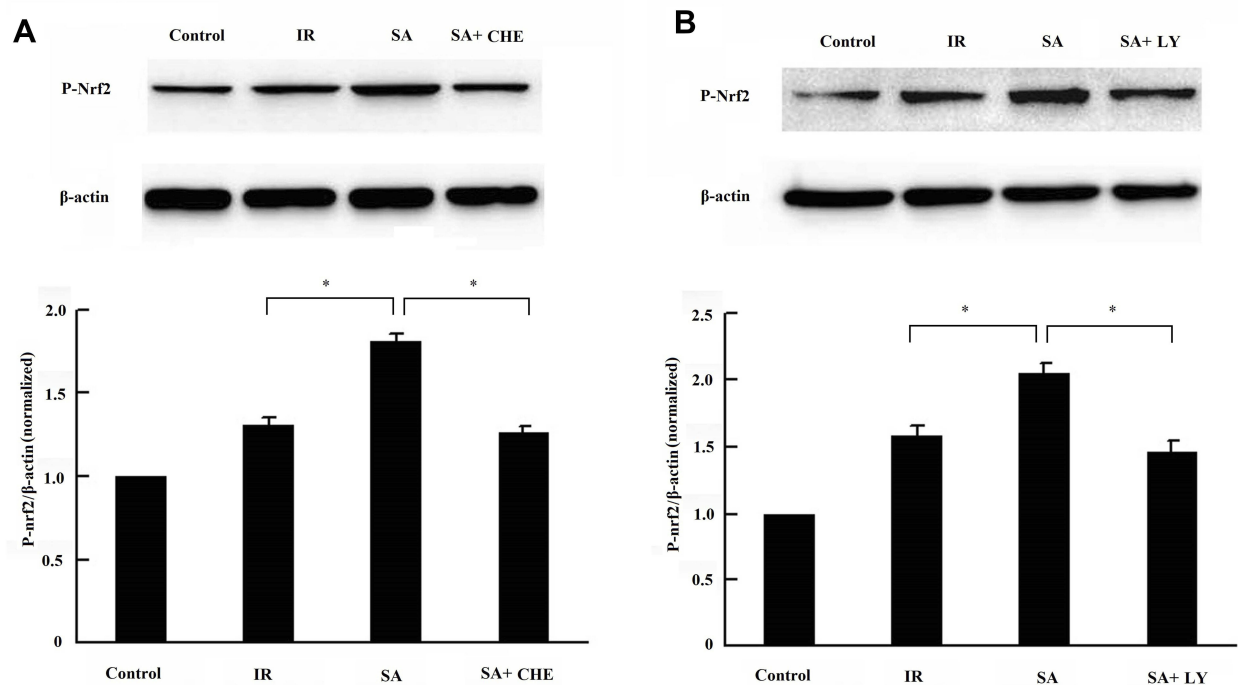 A
Control IR SA SA+ CHE
P-Nrf2
β-actin
*
*
2.0
1.5
1.0
0.5
0
P-nrf2/β-actin (normalized)
Control IR SA SA+ CHE
B
Control IR SA SA+ LY
P-Nrf2
β-actin
*
*
2.5
2.0
1.5
1.0
0.5
0
P-nrf2/β-actin (normalized)
Control IR SA SA+ LY